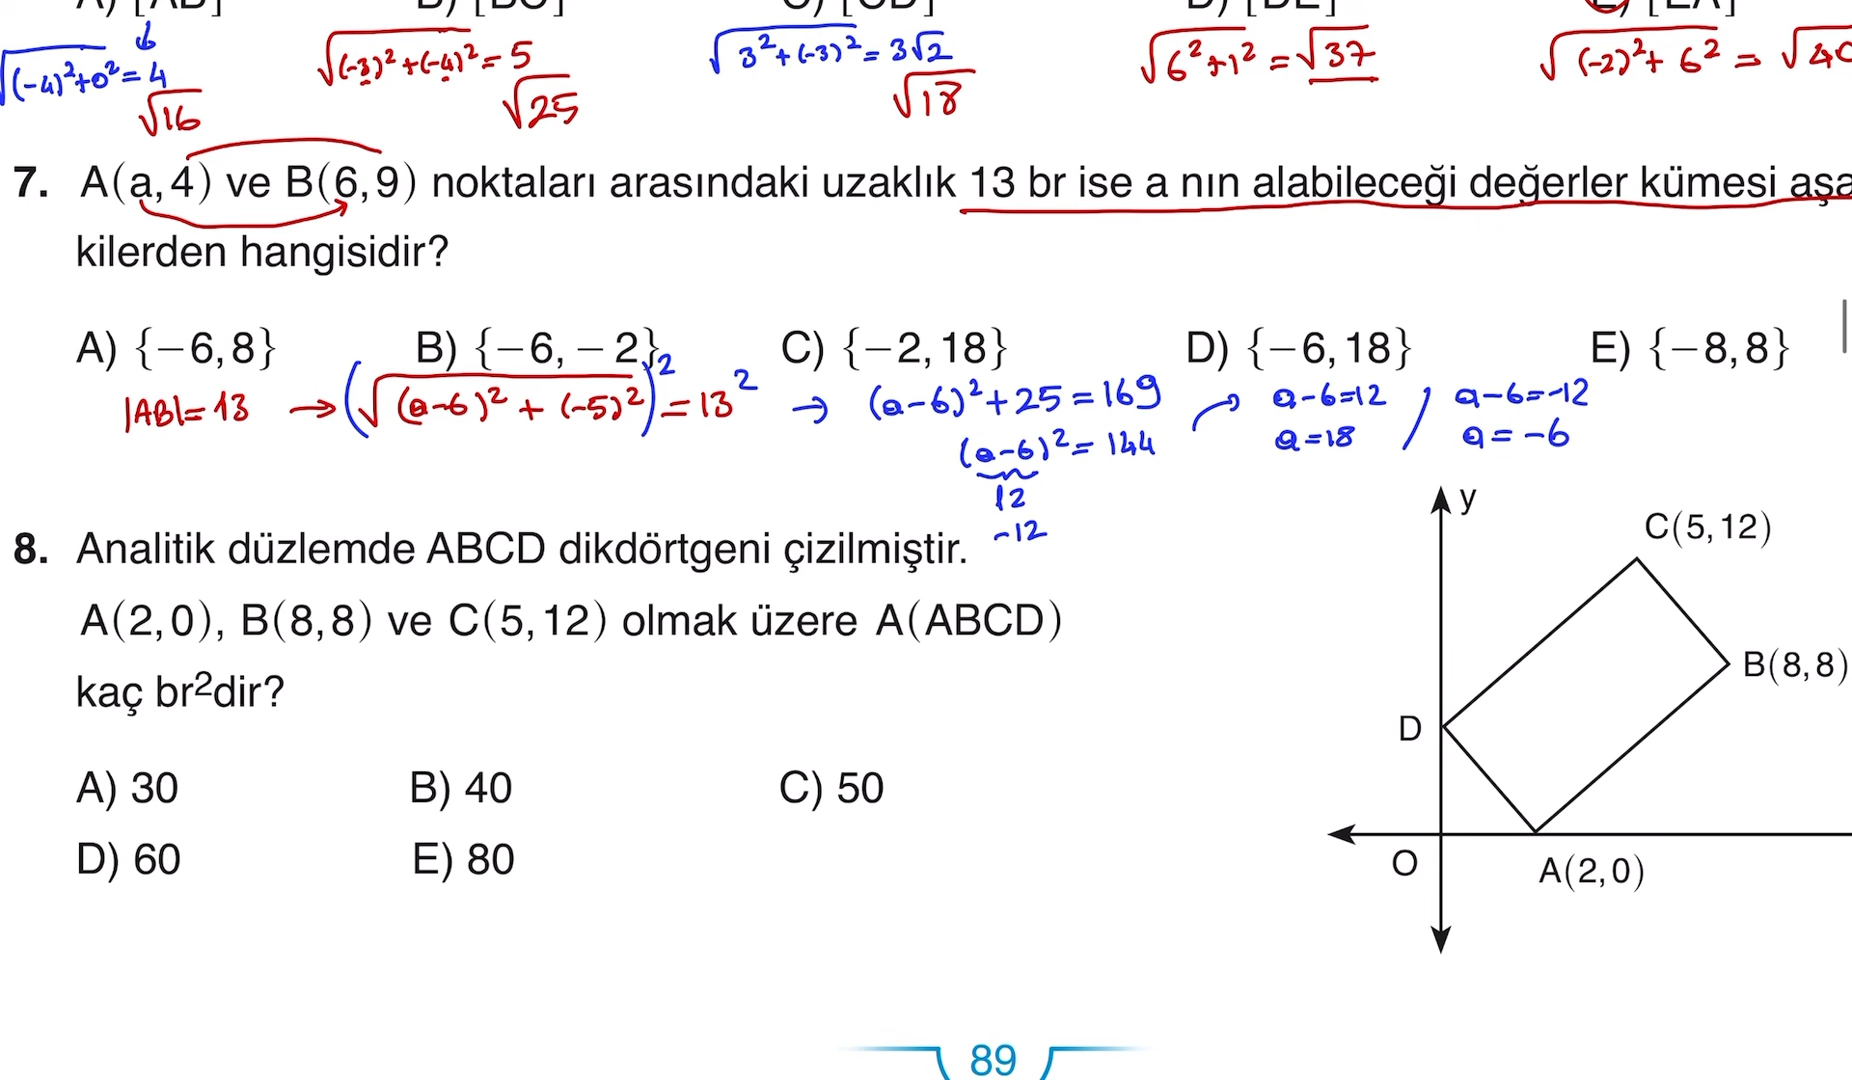 A) [AB] B) [BC] C) [CD] D) [DE] E) [EA]
√(-4)²+0² = 4 √(-3)²+(-4)² = 5 √3²+(-3)² = 3√2 √6²+1² = √37 √(-2)²+6² = √40
√16 √25 √18
7. A(a,4) ve B(6,9) noktaları arasındaki uzaklık 13 br ise a nın alabileceği değerler kümesi aşa
kilerden hangisidir?
A) {−6,8} B) {−6,−2} C) {−2,18} D) {−6,18} E) {−8,8}
|AB|=13 → (√(a-6)²+(-5)²)² = 13² → (a-6)²+25=169 a-6=12 / a-6=-12
(a-6)²=144 a=18 a=-6
12
-12
8. Analitik düzlemde ABCD dikdörtgeni çizilmiştir.
A(2,0), B(8,8) ve C(5,12) olmak üzere A(ABCD)
kaç br²dir?
A) 30 B) 40 C) 50
D) 60 E) 80
y
C(5,12)
B(8,8)
D
O
A(2,0)
89